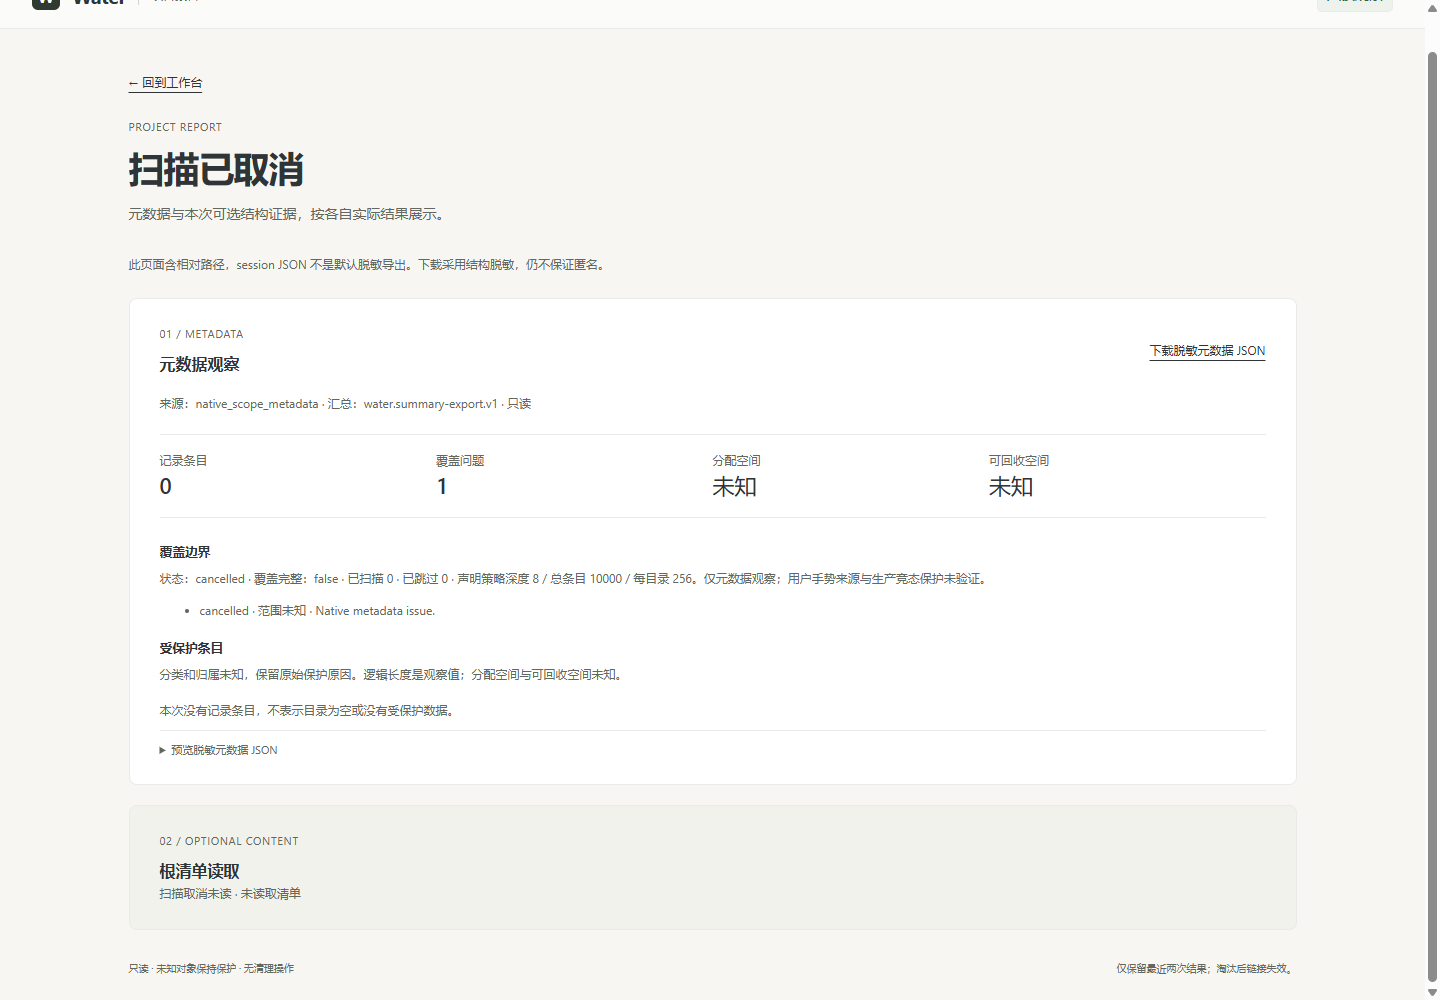 Water
← 回到工作台
PROJECT REPORT
扫描已取消
元数据与本次可选结构证据，按各自实际结果展示。
此页面含相对路径，session JSON 不是默认脱敏导出。下载采用结构脱敏，仍不保证匿名。
01 / METADATA
元数据观察
下载脱敏元数据 JSON
来源：native_scope_metadata · 汇总：water.summary-export.v1 · 只读
记录条目
覆盖问题
分配空间
可回收空间
0
1
未知
未知
覆盖边界
状态：cancelled · 覆盖完整：false · 已扫描 0 · 已跳过 0 · 声明策略深度 8 / 总条目 10000 / 每目录 256。仅元数据观察；用户手势来源与生产竞态保护未验证。
• cancelled · 范围未知 · Native metadata issue.
受保护条目
分类和归属未知，保留原始保护原因。逻辑长度是观察值；分配空间与可回收空间未知。
本次没有记录条目，不表示目录为空或没有受保护数据。
▶ 预览脱敏元数据 JSON
02 / OPTIONAL CONTENT
根清单读取
扫描取消未读 · 未读取清单
只读 · 未知对象保持保护 · 无清理操作
仅保留最近两次结果；淘汰后链接失效。